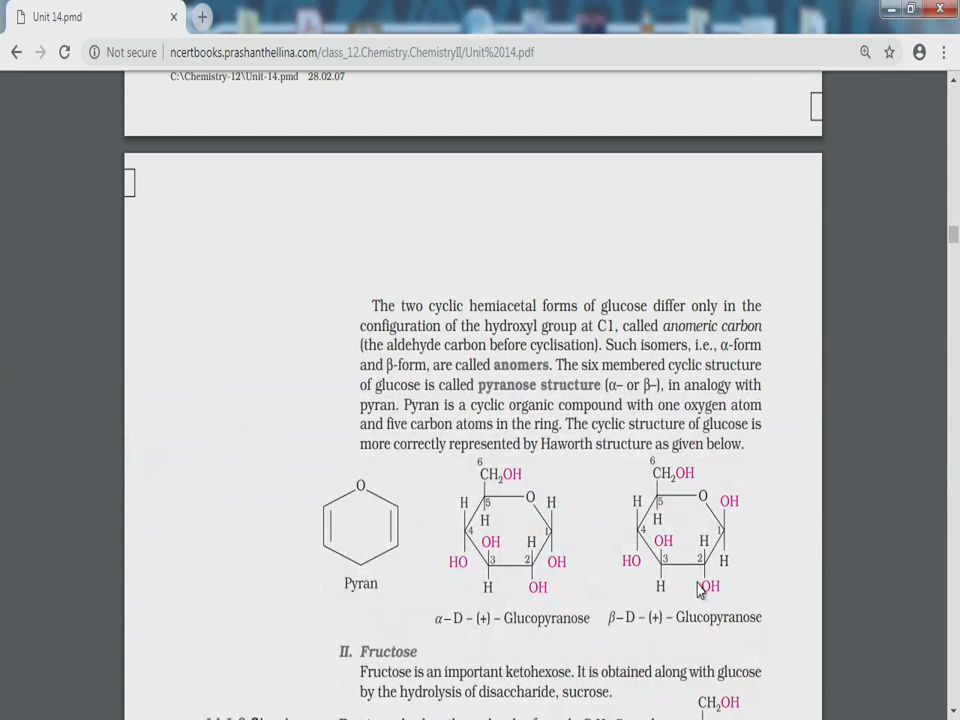 Unit 14.pmd
Not secure | ncertbooks.prashanthellina.com/class_12.Chemistry.ChemistryII/Unit%2014.pdf
C:\Chemistry-12\Unit-14.pmd 28.02.07
The two cyclic hemiacetal forms of glucose differ only in the
configuration of the hydroxyl group at C1, called anomeric carbon
(the aldehyde carbon before cyclisation). Such isomers, i.e., α-form
and β-form, are called anomers. The six membered cyclic structure
of glucose is called pyranose structure (α– or β–), in analogy with
pyran. Pyran is a cyclic organic compound with one oxygen atom
and five carbon atoms in the ring. The cyclic structure of glucose is
more correctly represented by Haworth structure as given below.
6 6
CH₂OH CH₂OH
O H 5 O H H 5 O OH
H H
4 OH H 1 4 OH H 1
HO 3 2 OH HO 3 2 H
H OH H OH
Pyran
α– D – (+) – Glucopyranose β– D – (+) – Glucopyranose
II. Fructose
Fructose is an important ketohexose. It is obtained along with glucose
by the hydrolysis of disaccharide, sucrose.
CH₂OH